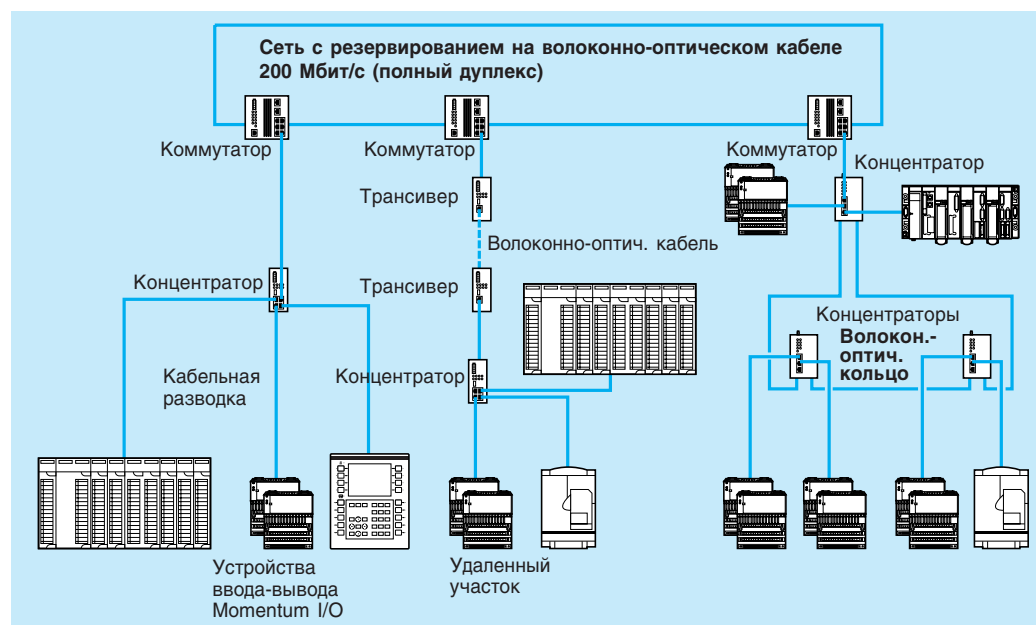 Сеть с резервированием на волоконно-оптическом кабеле
200 Мбит/с (полный дуплекс)
Коммутатор
Коммутатор
Коммутатор
Концентратор
Трансивер
Волоконно-оптич. кабель
Концентратор
Трансивер
Концентраторы
Волокон.-
оптич.
кольцо
Кабельная
разводка
Концентратор
Устройства
ввода-вывода
Momentum I/O
Удаленный
участок